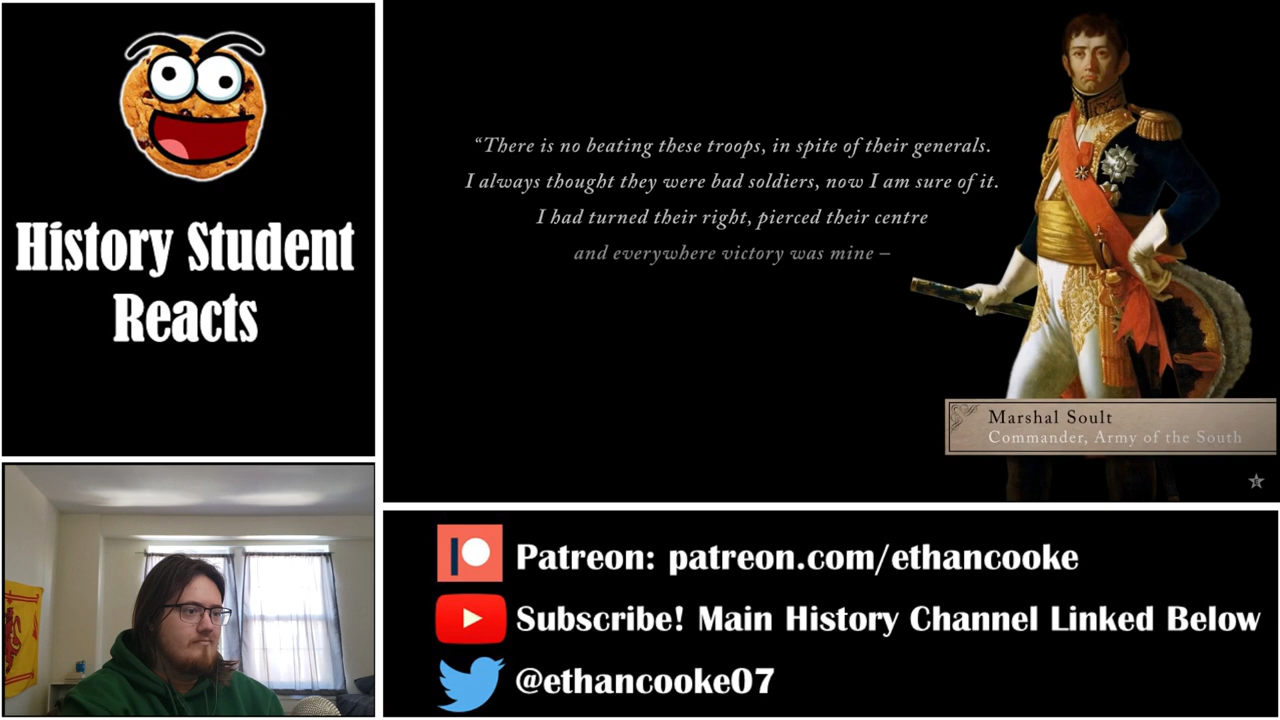 History Student
Reacts
“There is no beating these troops, in spite of their generals.
I always thought they were bad soldiers, now I am sure of it.
I had turned their right, pierced their centre
and everywhere victory was mine –
Marshal Soult
Commander, Army of the South
Patreon: patreon.com/ethancooke
Subscribe! Main History Channel Linked Below
@ethancooke07